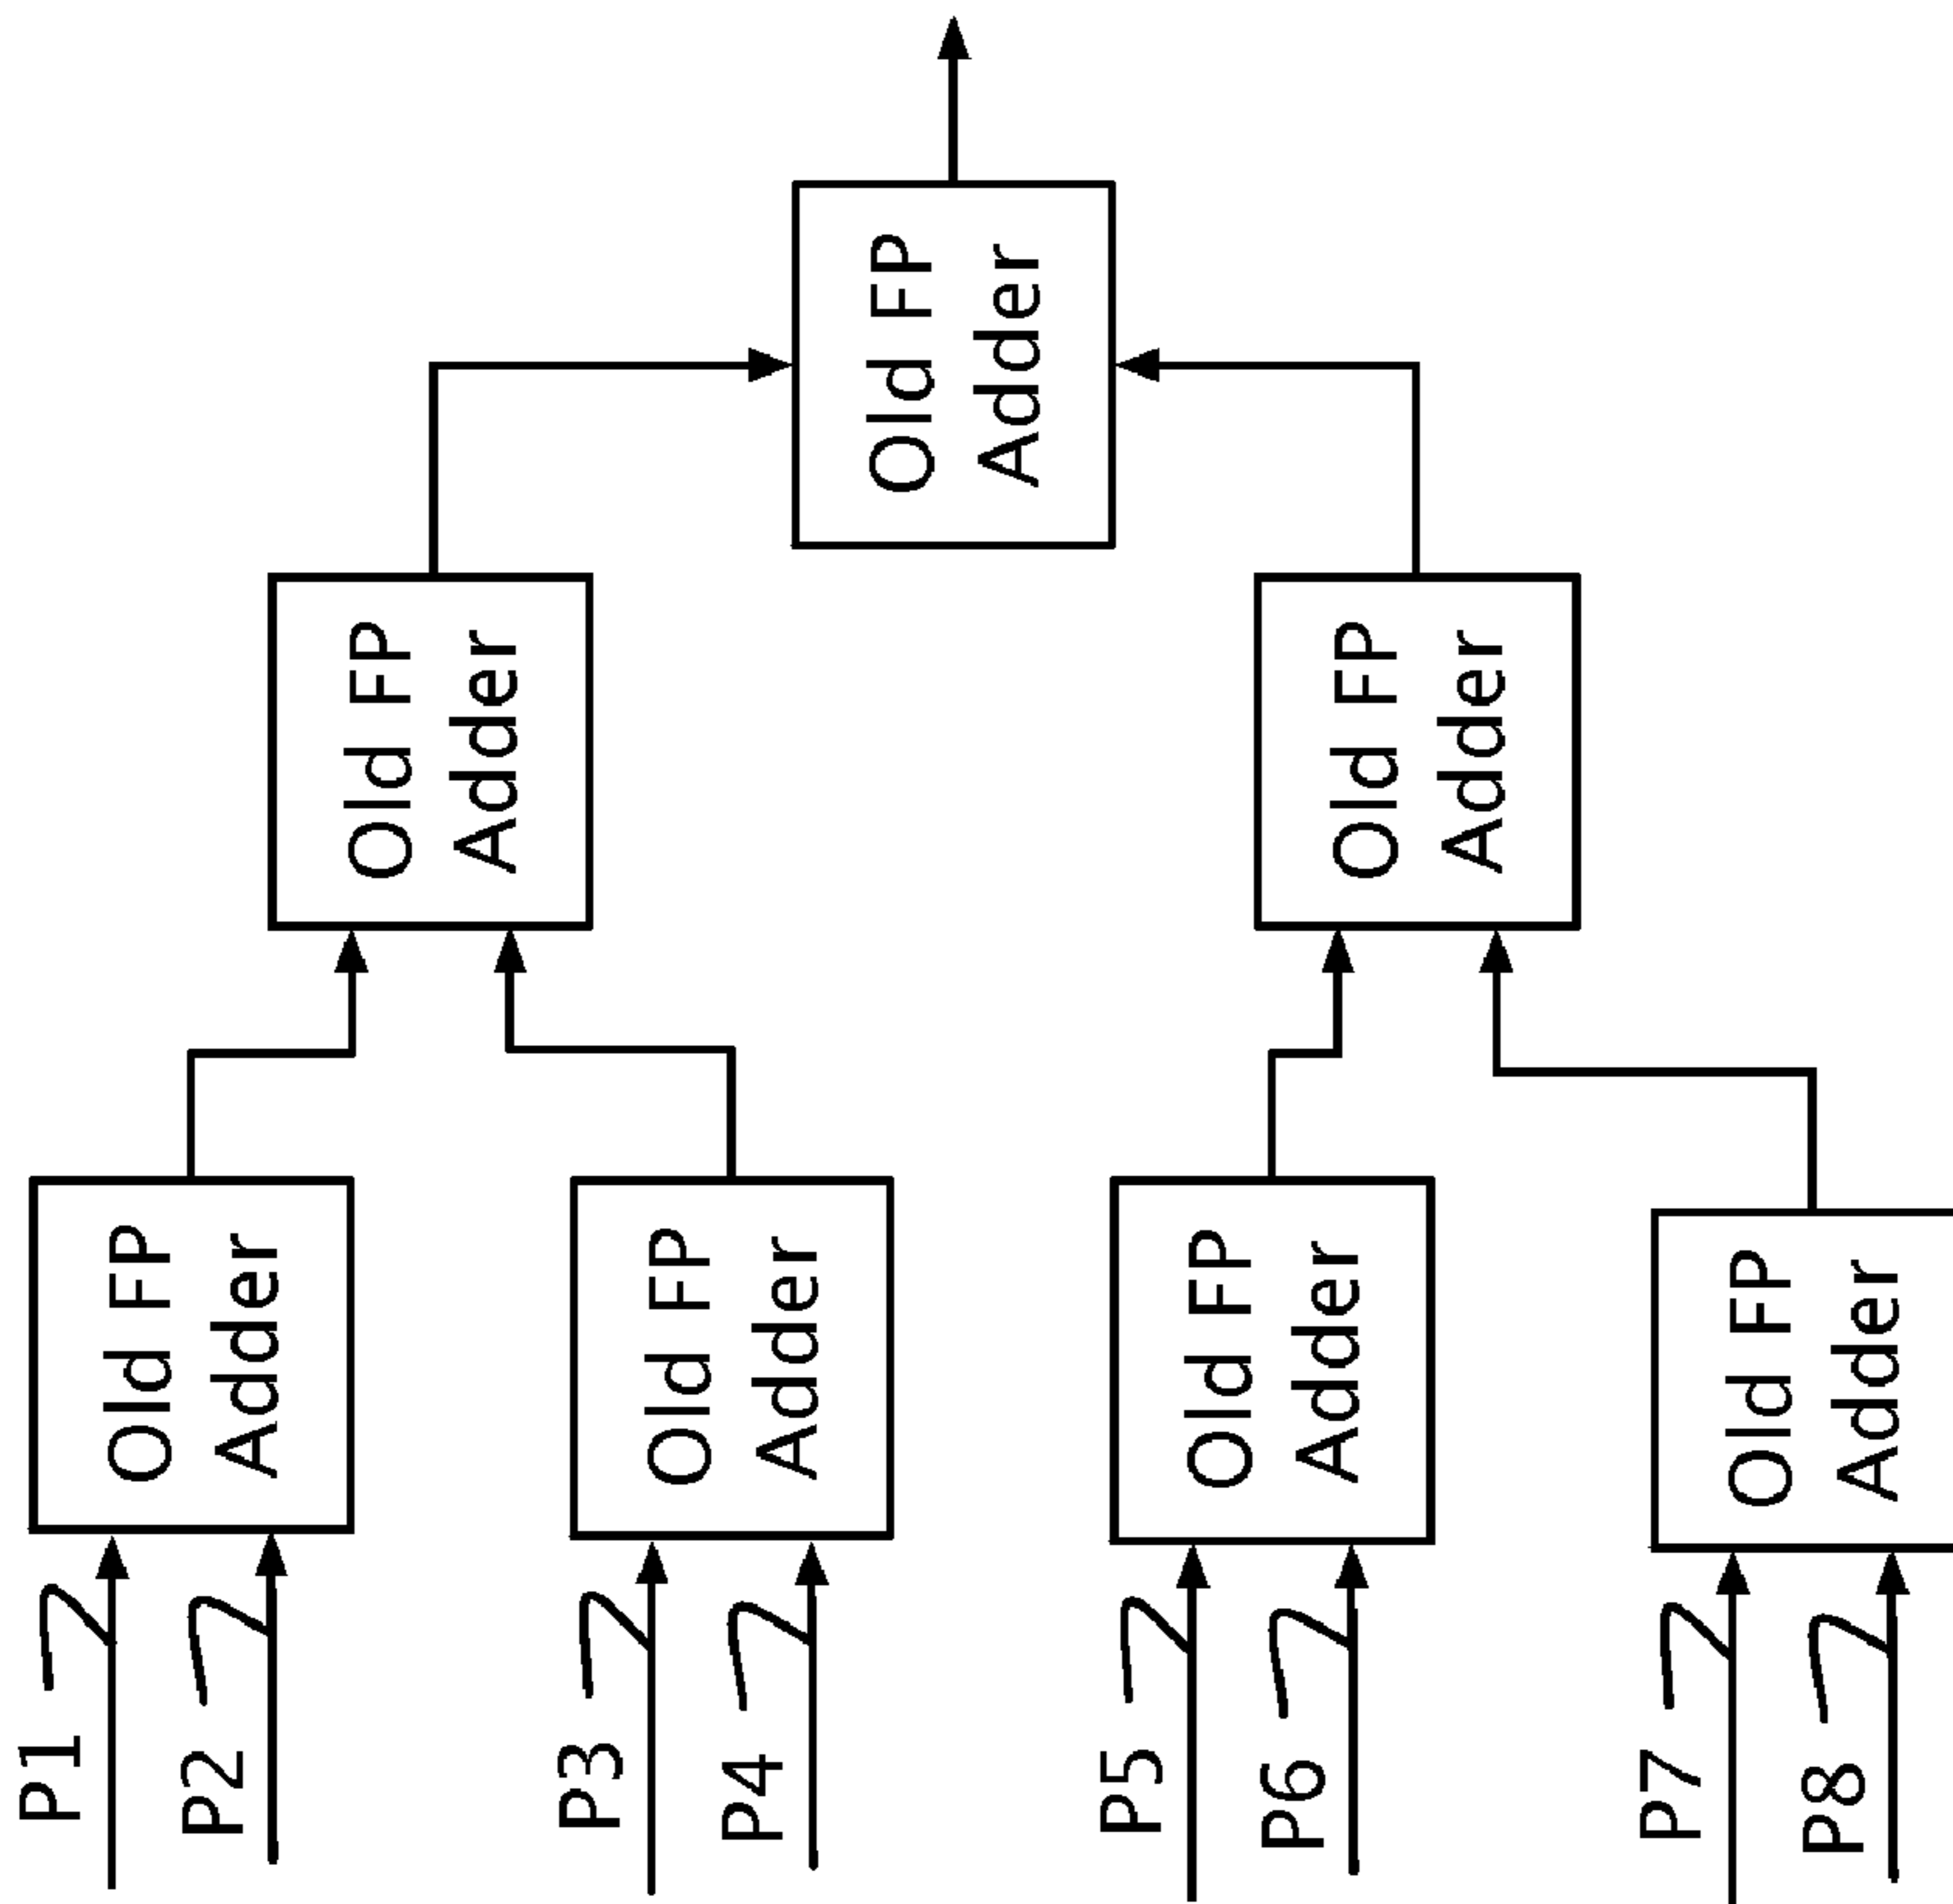 Old FP
Adder
Old FP
Adder
Old FP
Adder
Old FP
Adder
Old FP
Adder
Old FP
Adder
Old FP
Adder
P1
P2
P3
P4
P5
P6
P7
P8